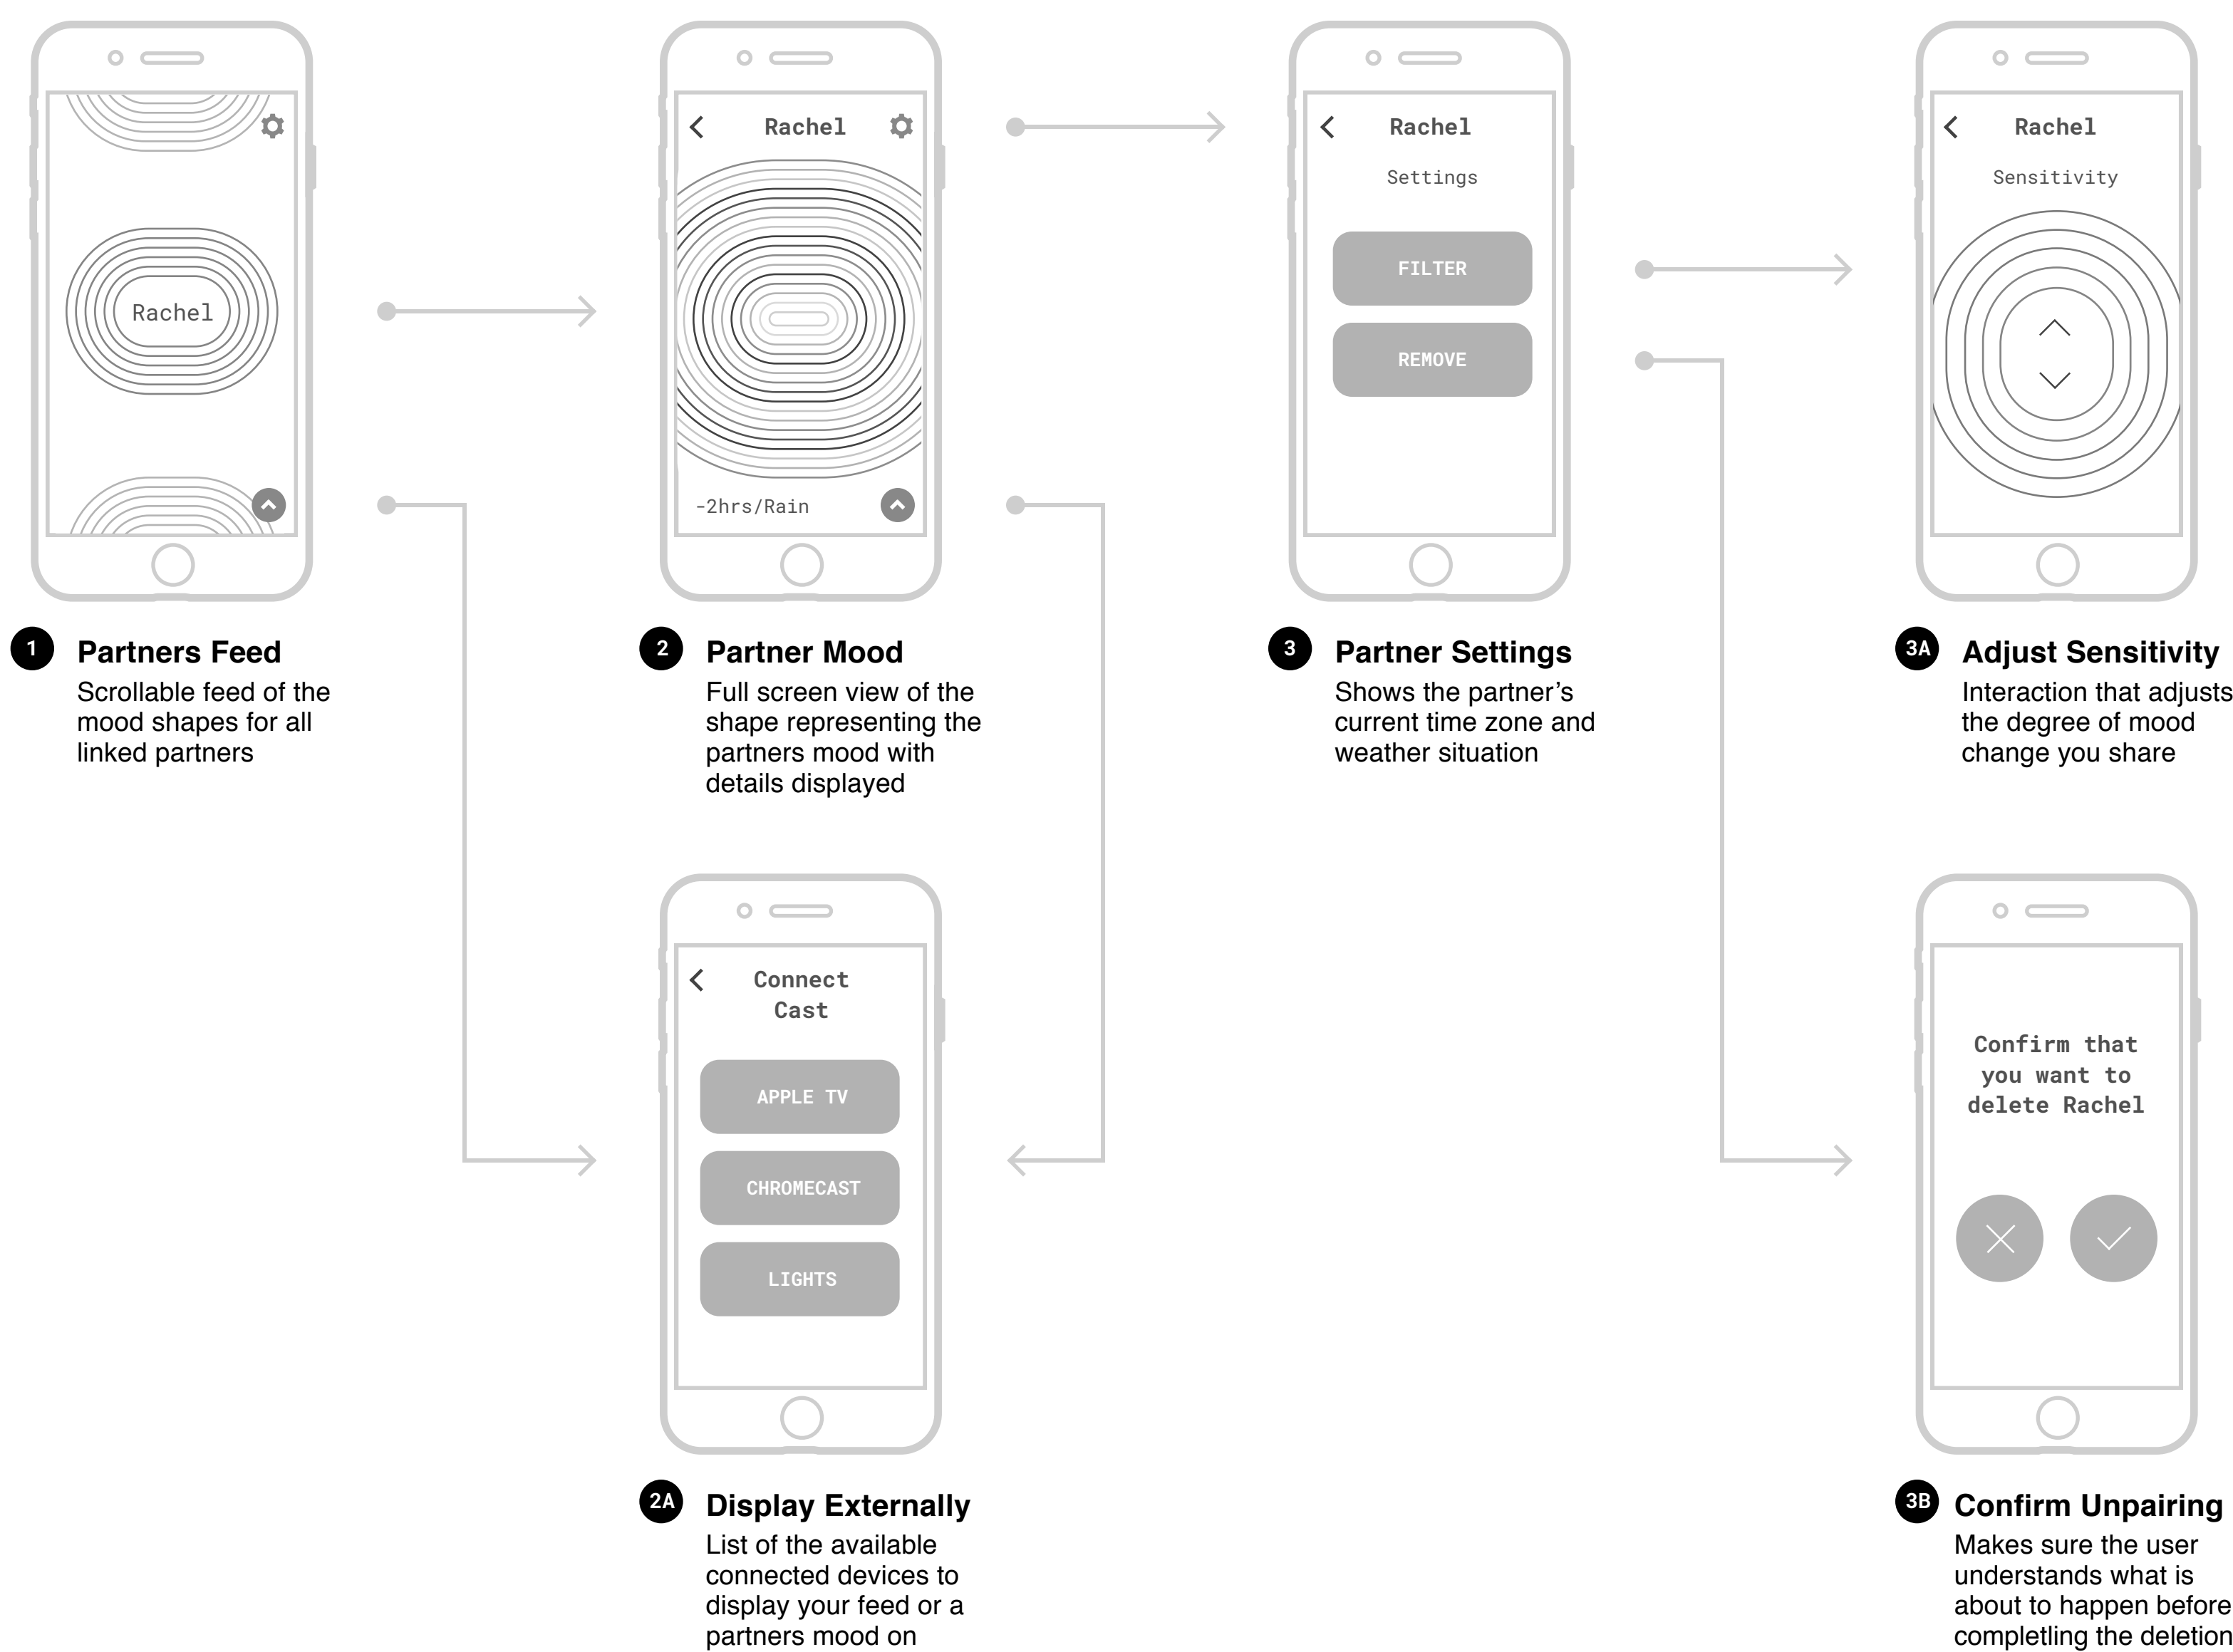 Rachel
1
Partners Feed
Scrollable feed of the
mood shapes for all
linked partners
Rachel
-2hrs/Rain
2
Partner Mood
Full screen view of the
shape representing the
partners mood with
details displayed
Rachel
Settings
FILTER
REMOVE
3
Partner Settings
Shows the partner’s
current time zone and
weather situation
Rachel
Sensitivity
3A
Adjust Sensitivity
Interaction that adjusts
the degree of mood
change you share
Connect
Cast
APPLE TV
CHROMECAST
LIGHTS
2A
Display Externally
List of the available
connected devices to
display your feed or a
partners mood on
Confirm that
you want to
delete Rachel
3B
Confirm Unpairing
Makes sure the user
understands what is
about to happen before
completling the deletion